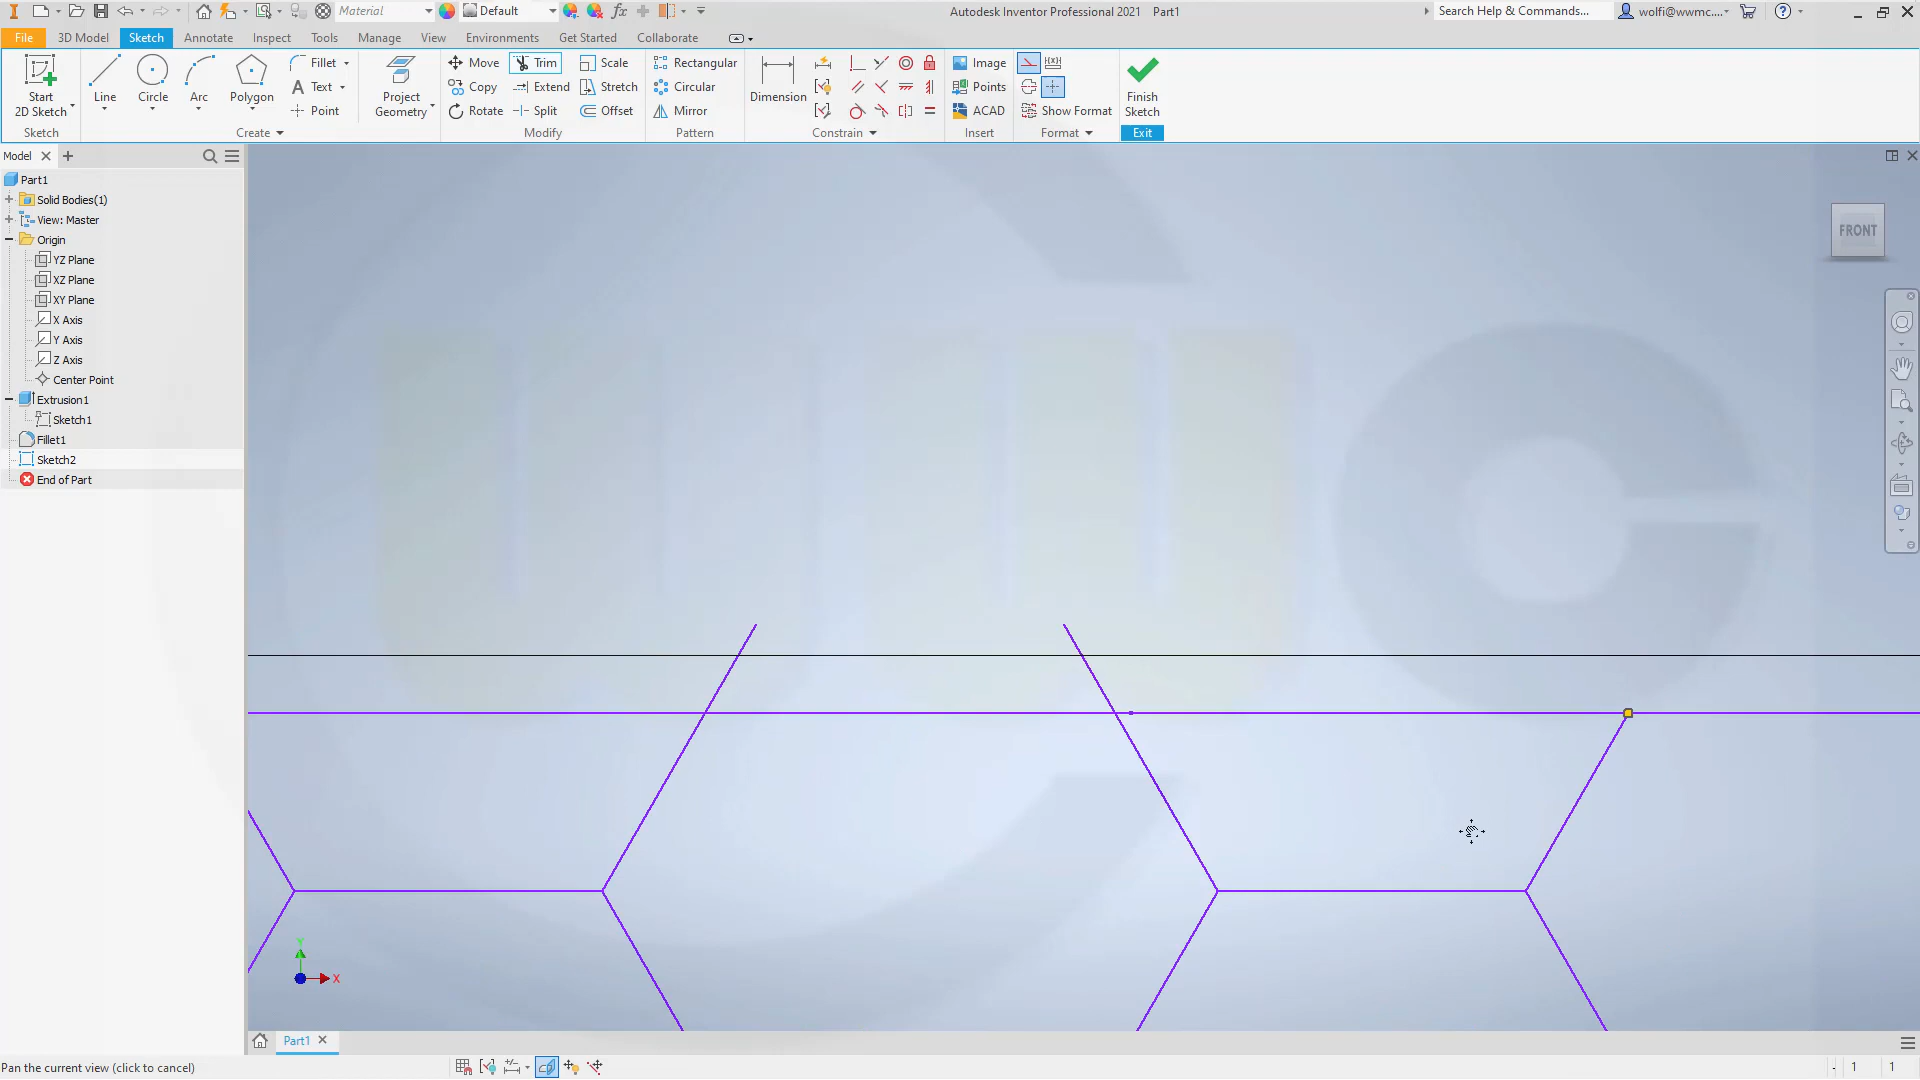 Material
Default
Autodesk Inventor Professional 2021 Part1
Search Help & Commands...
wolfi@wwmc....
File
3D Model
Sketch
Annotate
Inspect
Tools
Manage
View
Environments
Get Started
Collaborate
Start
2D Sketch
Line
Circle
Arc
Polygon
Fillet
Text
Point
Project
Geometry
Move
Copy
Rotate
Trim
Extend
Split
Scale
Stretch
Offset
Rectangular
Circular
Mirror
Dimension
Image
Points
ACAD
Show Format
Finish
Sketch
Sketch
Create
Modify
Pattern
Constrain
Insert
Format
Exit
Model
Part1
Solid Bodies(1)
View: Master
Origin
YZ Plane
XZ Plane
XY Plane
X Axis
Y Axis
Z Axis
Center Point
Extrusion1
Sketch1
Fillet1
Sketch2
End of Part
FRONT
Y
X
Part1
Pan the current view (click to cancel)
1 1